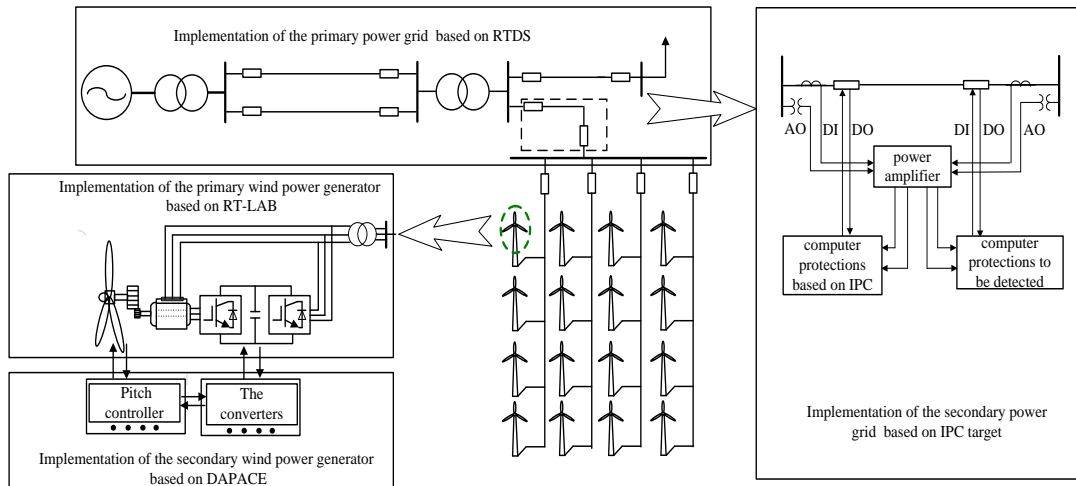 Implementation of the primary power grid based on RTDS
AO
DI
DO
DI
DO
AO
power
amplifier
computer
protections
based on IPC
computer
protections to
be detected
Implementation of the secondary power
grid based on IPC target
Implementation of the primary wind power generator
based on RT-LAB
Pitch
controller
The
converters
Implementation of the secondary wind power generator
based on DAPACE